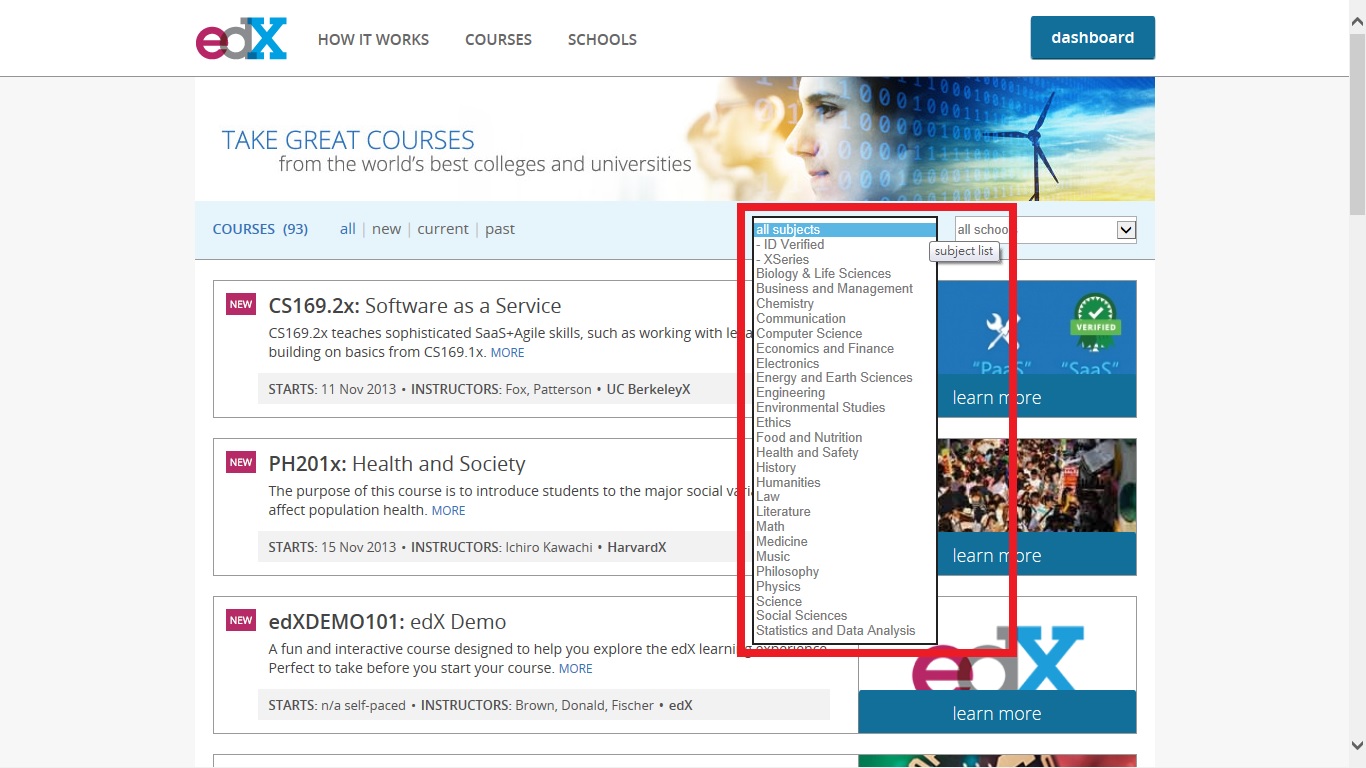 edX
HOW IT WORKS
COURSES
SCHOOLS
dashboard
TAKE GREAT COURSES
from the world's best colleges and universities
COURSES (93)
all | new | current | past
all subjects
- ID Verified
- XSeries
Biology & Life Sciences
Business and Management
Chemistry
Communication
Computer Science
Economics and Finance
Electronics
Energy and Earth Sciences
Engineering
Environmental Studies
Ethics
Food and Nutrition
Health and Safety
History
Humanities
Law
Literature
Math
Medicine
Music
Philosophy
Physics
Science
Social Sciences
Statistics and Data Analysis
all
subject list
NEW
CS169.2x: Software as a Service
CS169.2x teaches sophisticated SaaS+Agile skills, such as working with
building on basics from CS169.1x. MORE
STARTS: 11 Nov 2013 • INSTRUCTORS: Fox, Patterson • UC BerkeleyX
"PaaS"
"SaaS"
VERIFIED
learn more
NEW
PH201x: Health and Society
The purpose of this course is to introduce students to the major social
affect population health. MORE
STARTS: 15 Nov 2013 • INSTRUCTORS: Ichiro Kawachi • HarvardX
learn more
NEW
edXDEMO101: edX Demo
A fun and interactive course designed to help you explore the edX learning experience.
Perfect to take before you start your course. MORE
STARTS: n/a self-paced • INSTRUCTORS: Brown, Donald, Fischer • edX
edX
learn more